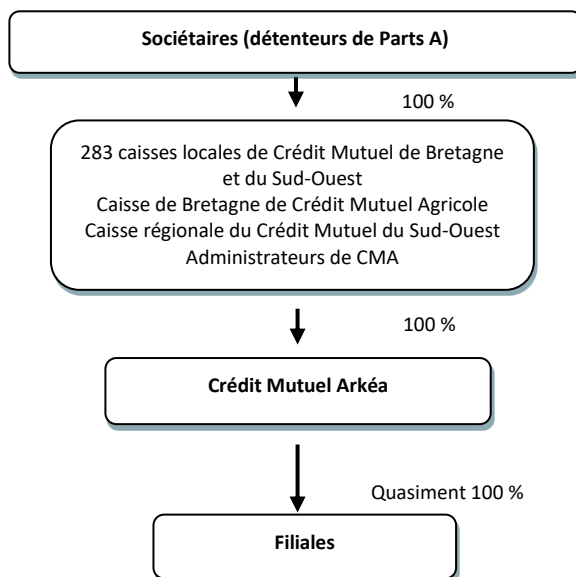 Sociétaires (détenteurs de Parts A)
100 %
283 caisses locales de Crédit Mutuel de Bretagne
et du Sud-Ouest
Caisse de Bretagne de Crédit Mutuel Agricole
Caisse régionale du Crédit Mutuel du Sud-Ouest
Administrateurs de CMA
100 %
Crédit Mutuel Arkéa
Quasiment 100 %
Filiales